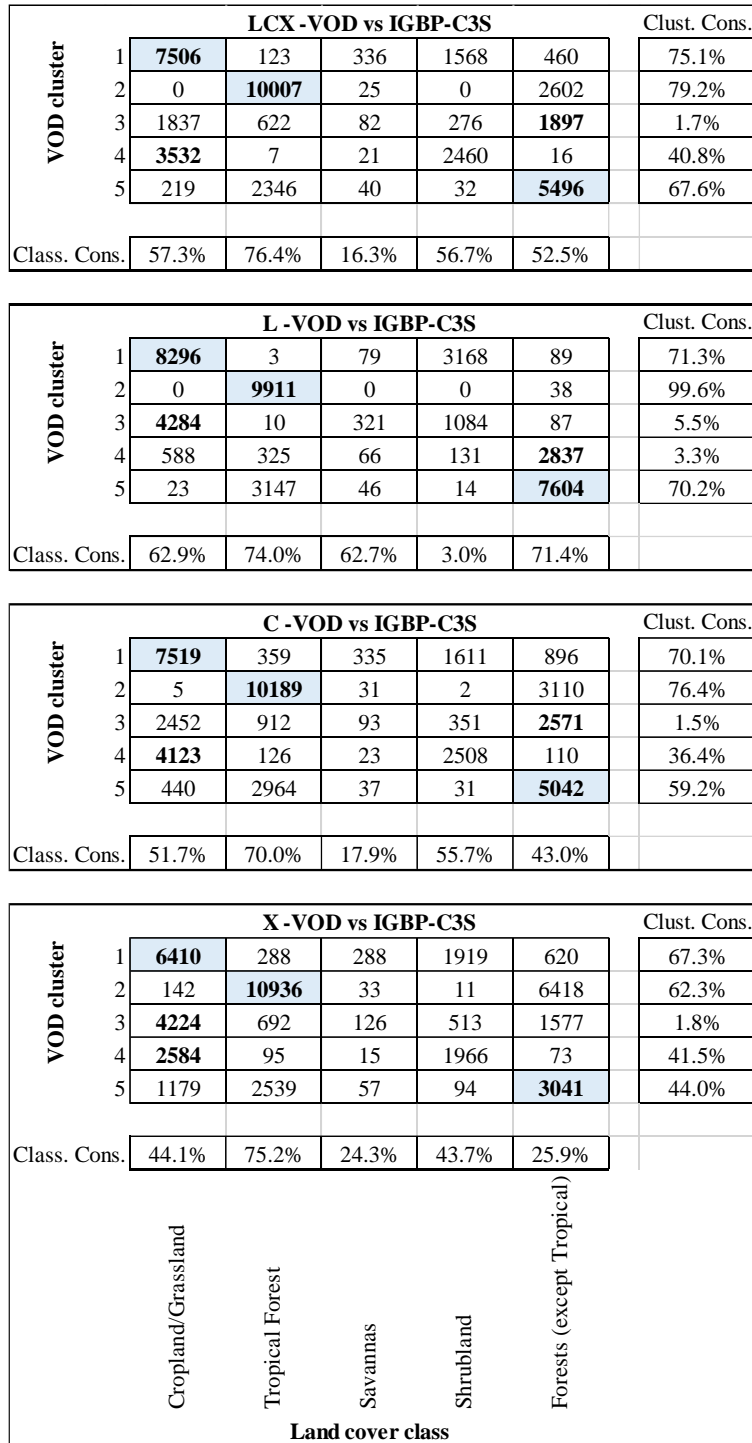 LCX -VOD vs IGBP-C3S Clust. Cons.
VOD cluster
1 7506 123 336 1568 460 75.1%
2 0 10007 25 0 2602 79.2%
3 1837 622 82 276 1897 1.7%
4 3532 7 21 2460 16 40.8%
5 219 2346 40 32 5496 67.6%
Class. Cons. 57.3% 76.4% 16.3% 56.7% 52.5%
L -VOD vs IGBP-C3S Clust. Cons.
VOD cluster
1 8296 3 79 3168 89 71.3%
2 0 9911 0 0 38 99.6%
3 4284 10 321 1084 87 5.5%
4 588 325 66 131 2837 3.3%
5 23 3147 46 14 7604 70.2%
Class. Cons. 62.9% 74.0% 62.7% 3.0% 71.4%
C -VOD vs IGBP-C3S Clust. Cons.
VOD cluster
1 7519 359 335 1611 896 70.1%
2 5 10189 31 2 3110 76.4%
3 2452 912 93 351 2571 1.5%
4 4123 126 23 2508 110 36.4%
5 440 2964 37 31 5042 59.2%
Class. Cons. 51.7% 70.0% 17.9% 55.7% 43.0%
X -VOD vs IGBP-C3S Clust. Cons.
VOD cluster
1 6410 288 288 1919 620 67.3%
2 142 10936 33 11 6418 62.3%
3 4224 692 126 513 1577 1.8%
4 2584 95 15 1966 73 41.5%
5 1179 2539 57 94 3041 44.0%
Class. Cons. 44.1% 75.2% 24.3% 43.7% 25.9%
Cropland/Grassland
Tropical Forest
Savannas
Shrubland
Forests (except Tropical)
Land cover class